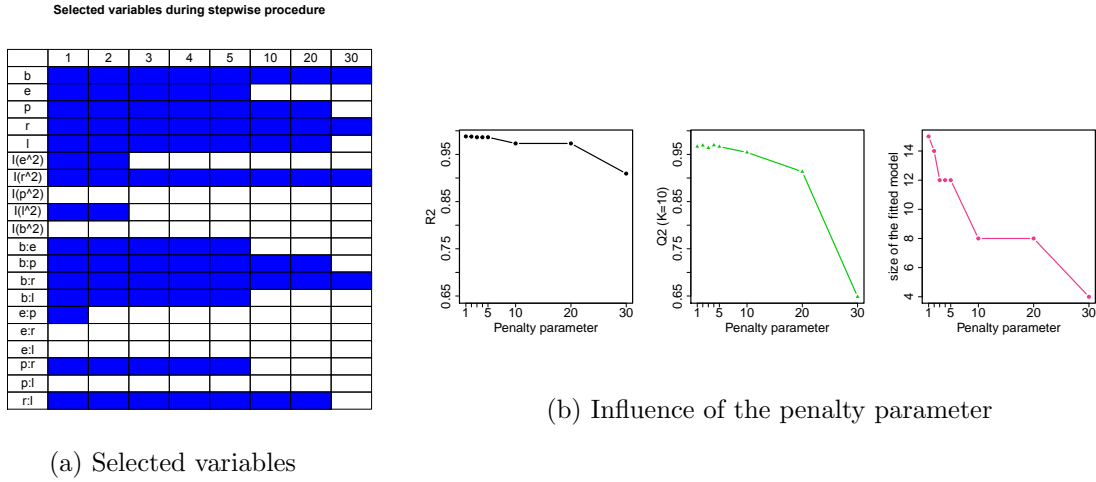 Selected variables during stepwise procedure
1 2 3 4 5 10 20 30
b
e
p
r
l
I(e^2)
I(r^2)
I(p^2)
I(l^2)
I(b^2)
b:e
b:p
b:r
b:l
e:p
e:r
e:l
p:r
p:l
r:l
(a) Selected variables
R2
0.65 0.75 0.85 0.95
1 5 10 20 30
Penalty parameter
Q2 (K=10)
0.65 0.75 0.85 0.95
1 5 10 20 30
Penalty parameter
size of the fitted model
4 6 8 10 12 14
1 5 10 20 30
Penalty parameter
(b) Influence of the penalty parameter